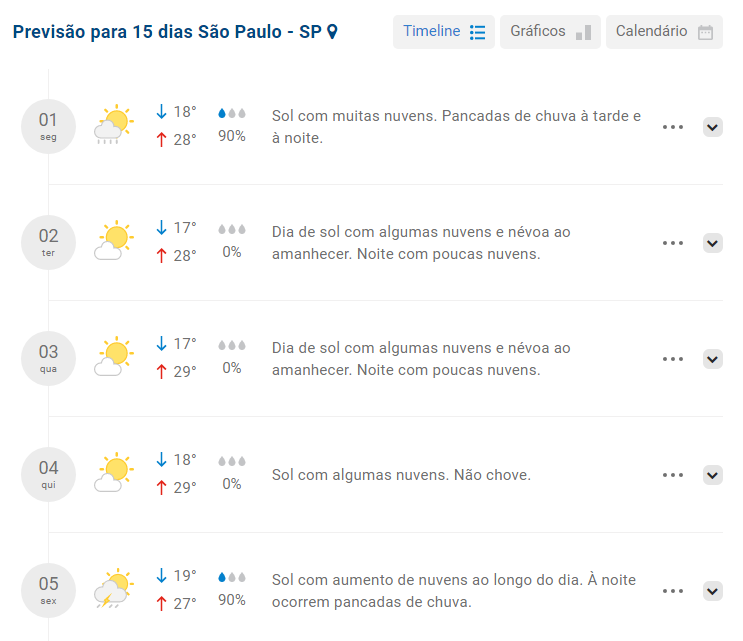 Previsão para 15 dias São Paulo - SP
Timeline
Gráficos
Calendário
01
seg
18°
28°
90%
Sol com muitas nuvens. Pancadas de chuva à tarde e
à noite.
02
ter
17°
28°
0%
Dia de sol com algumas nuvens e névoa ao
amanhecer. Noite com poucas nuvens.
03
qua
17°
29°
0%
Dia de sol com algumas nuvens e névoa ao
amanhecer. Noite com poucas nuvens.
04
qui
18°
29°
0%
Sol com algumas nuvens. Não chove.
05
sex
19°
27°
90%
Sol com aumento de nuvens ao longo do dia. À noite
ocorrem pancadas de chuva.